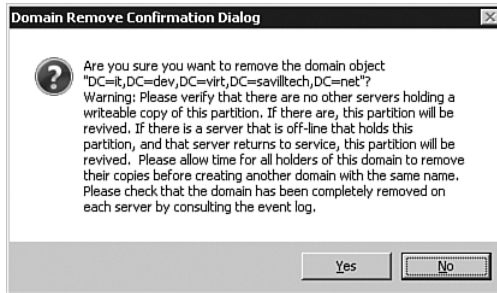 Domain Remove Confirmation Dialog
Are you sure you want to remove the domain object
"DC=it,DC=dev,DC=virt,DC=savilltech,DC=net"?
Warning: Please verify that there are no other servers holding a
writeable copy of this partition. If there are, this partition will be
revived. If there is a server that is off-line that holds this
partition, and that server returns to service, this partition will be
revived. Please allow time for all holders of this domain to remove
their copies before creating another domain with the same name.
Please check that the domain has been completely removed on
each server by consulting the event log.
Yes
No